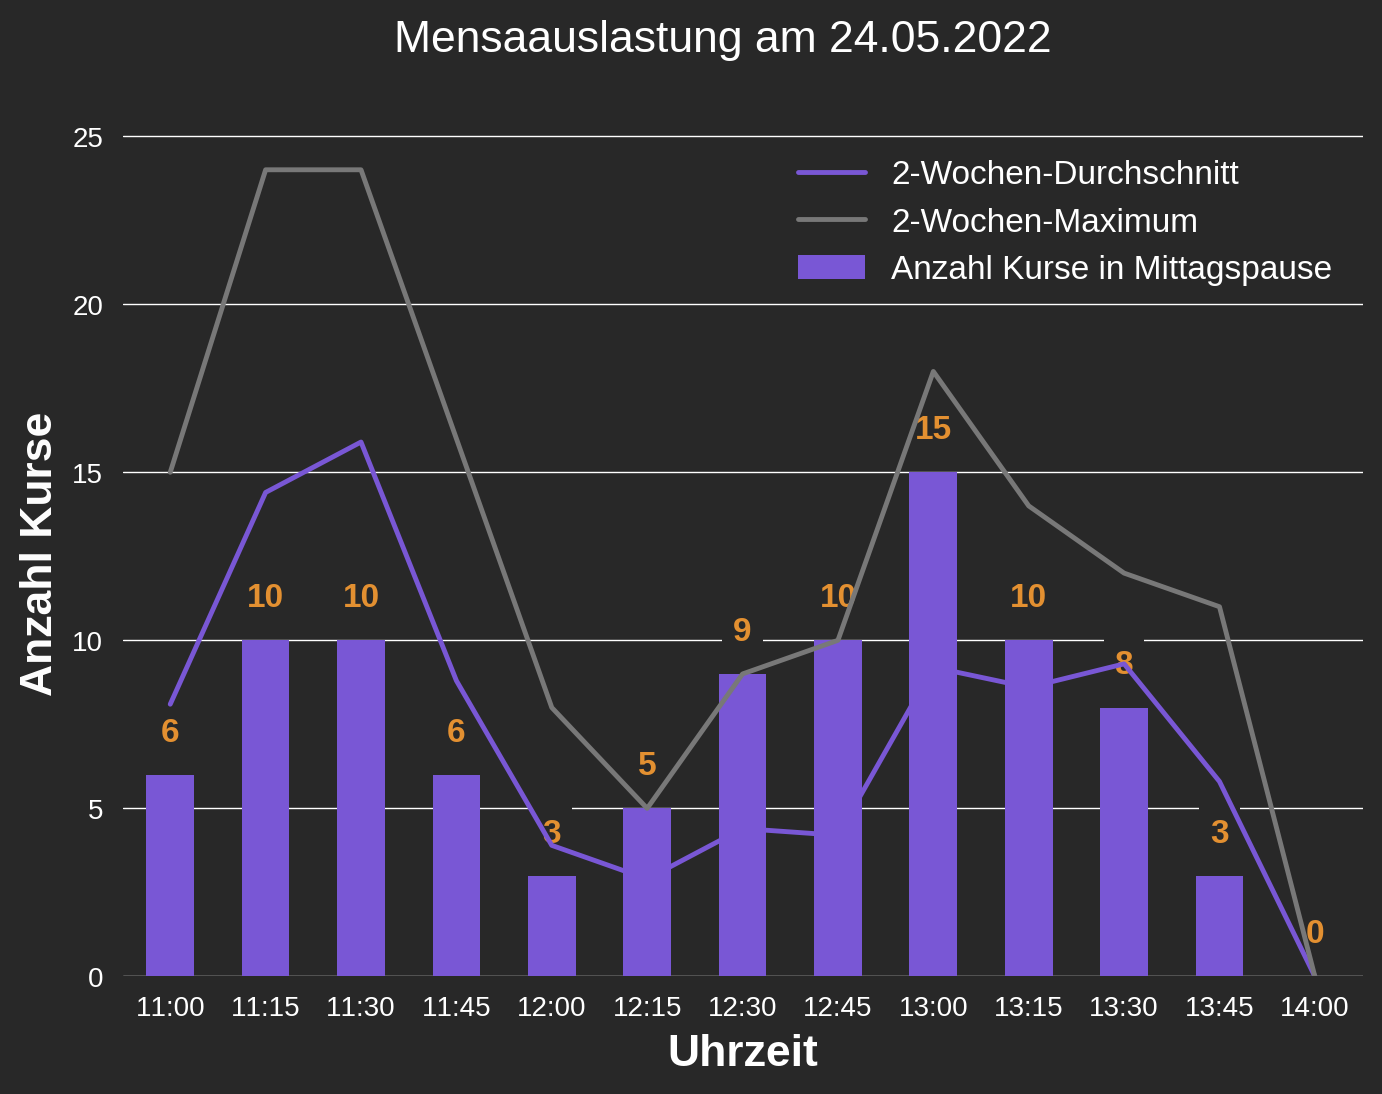 Mensaauslastung am 24.05.2022
25
20
15
10
5
0
Anzahl Kurse
2-Wochen-Durchschnitt
2-Wochen-Maximum
Anzahl Kurse in Mittagspause
6
10
10
6
3
5
9
10
15
10
8
3
0
11:00 11:15 11:30 11:45 12:00 12:15 12:30 12:45 13:00 13:15 13:30 13:45 14:00
Uhrzeit